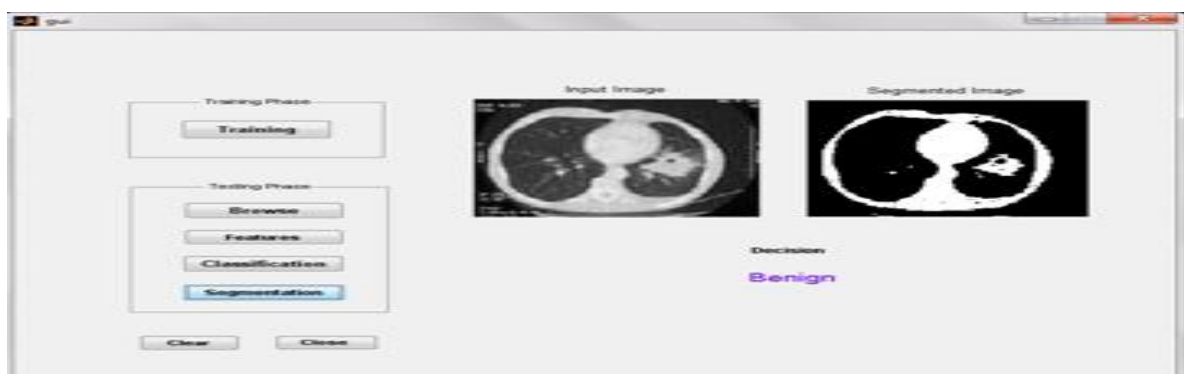 gui
Training Phase
Training
Testing Phase
Browse
Features
Classification
Segmentation
Clear
Close
Input Image
Segmented Image
Decision
Benign